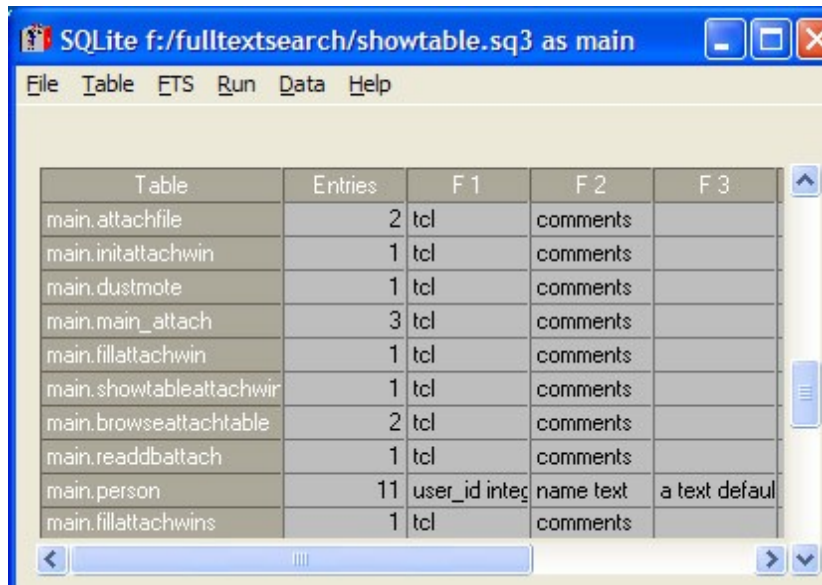 SQLite f:/fulltextsearch/showtable.sq3 as main
File Table FTS Run Data Help
Table Entries F 1 F 2 F 3
main.attachfile 2 tcl comments
main.initattachwin 1 tcl comments
main.dustmote 1 tcl comments
main.main_attach 3 tcl comments
main.fillattachwin 1 tcl comments
main.showtableattachwir 1 tcl comments
main.browseattachtable 2 tcl comments
main.readdbattach 1 tcl comments
main.person 11 user_id integ name text a text defaul
main.fillattachwins 1 tcl comments